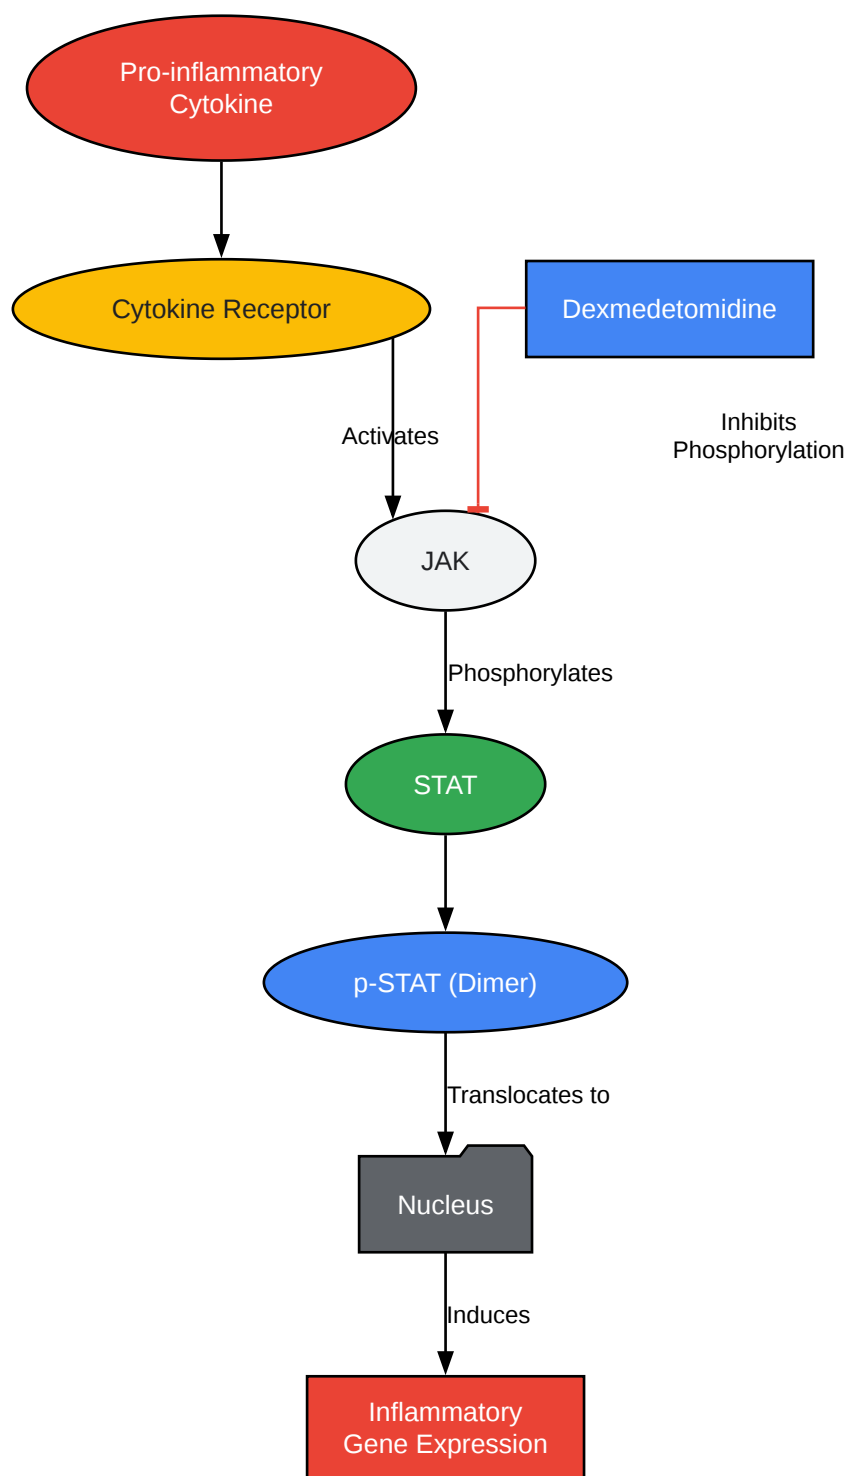 Pro-inflammatory
Cytokine
Cytokine Receptor
Dexmedetomidine
Activates
Inhibits
Phosphorylation
JAK
Phosphorylates
STAT
p-STAT (Dimer)
Translocates to
Nucleus
Induces
Inflammatory
Gene Expression